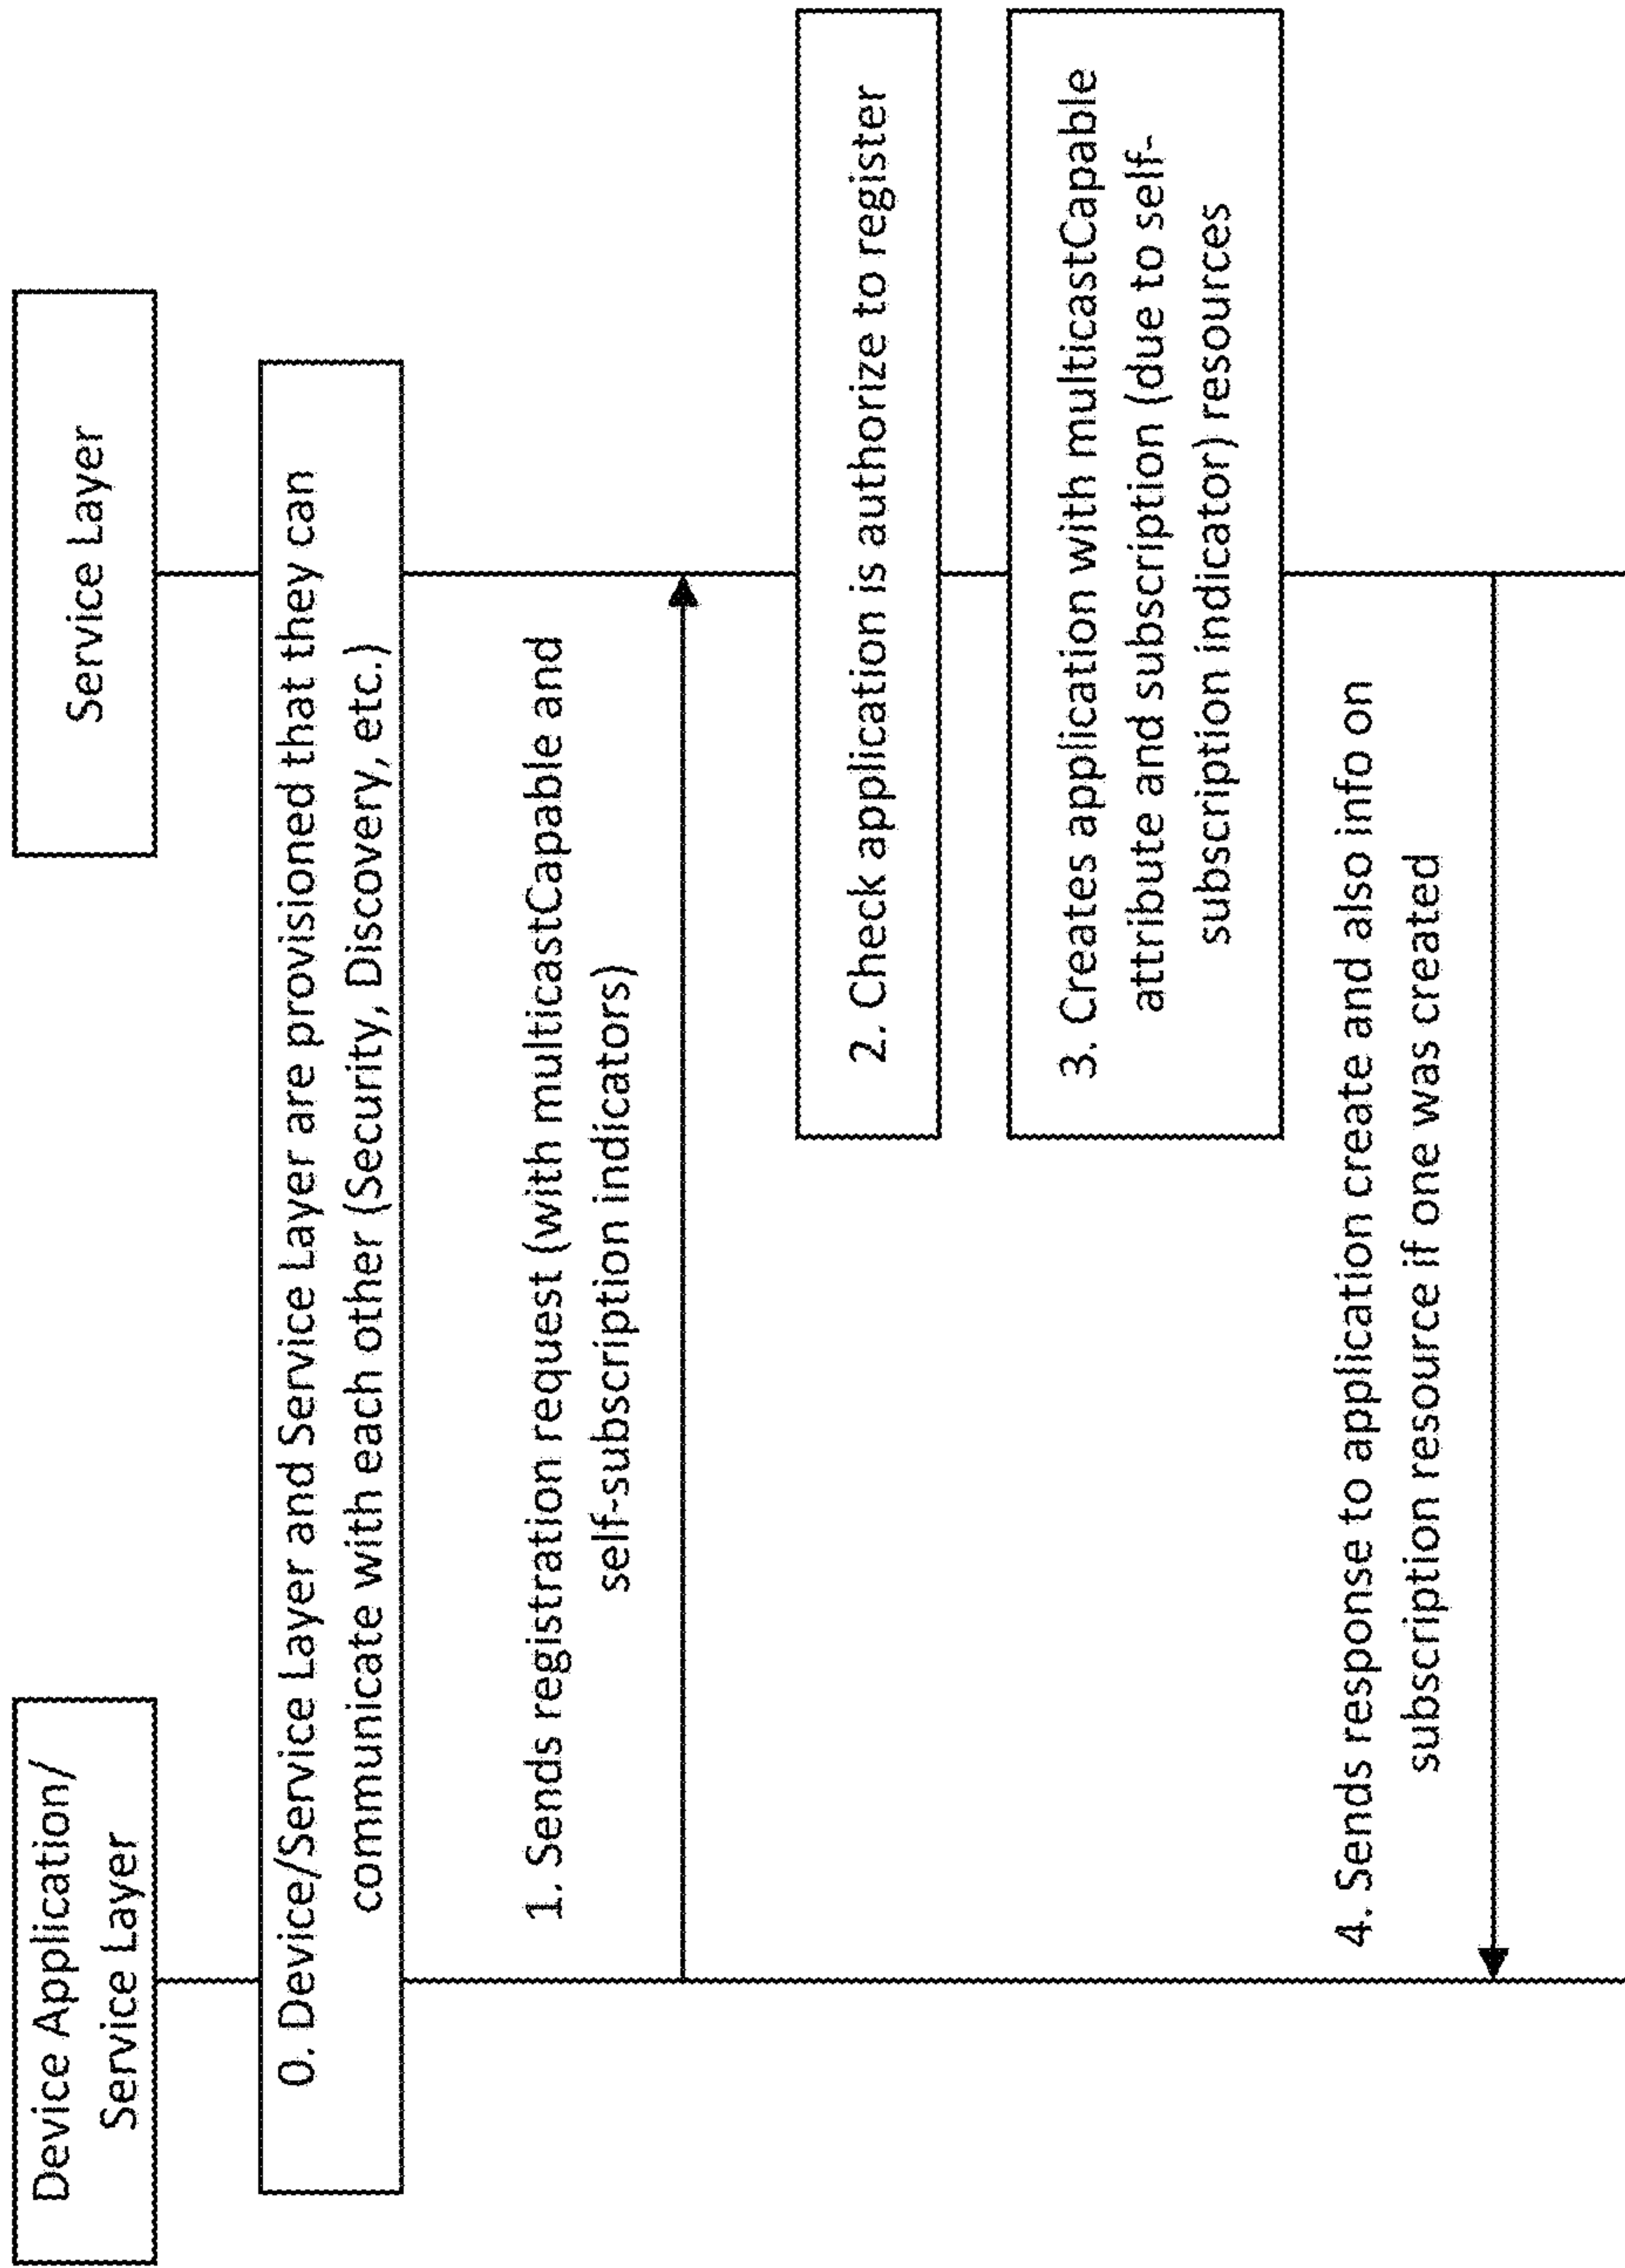 Device Application/
Service Layer
Service Layer
0. Device/Service Layer and Service Layer are provisioned that they can
communicate with each other (Security, Discovery, etc.)
1. Sends registration request (with multicastCapable and
self-subscription indicators)
2. Check application is authorize to register
3. Creates application with multicastCapable
attribute and subscription (due to self-
subscription indicator) resources
4. Sends response to application create and also info on
subscription resource if one was created